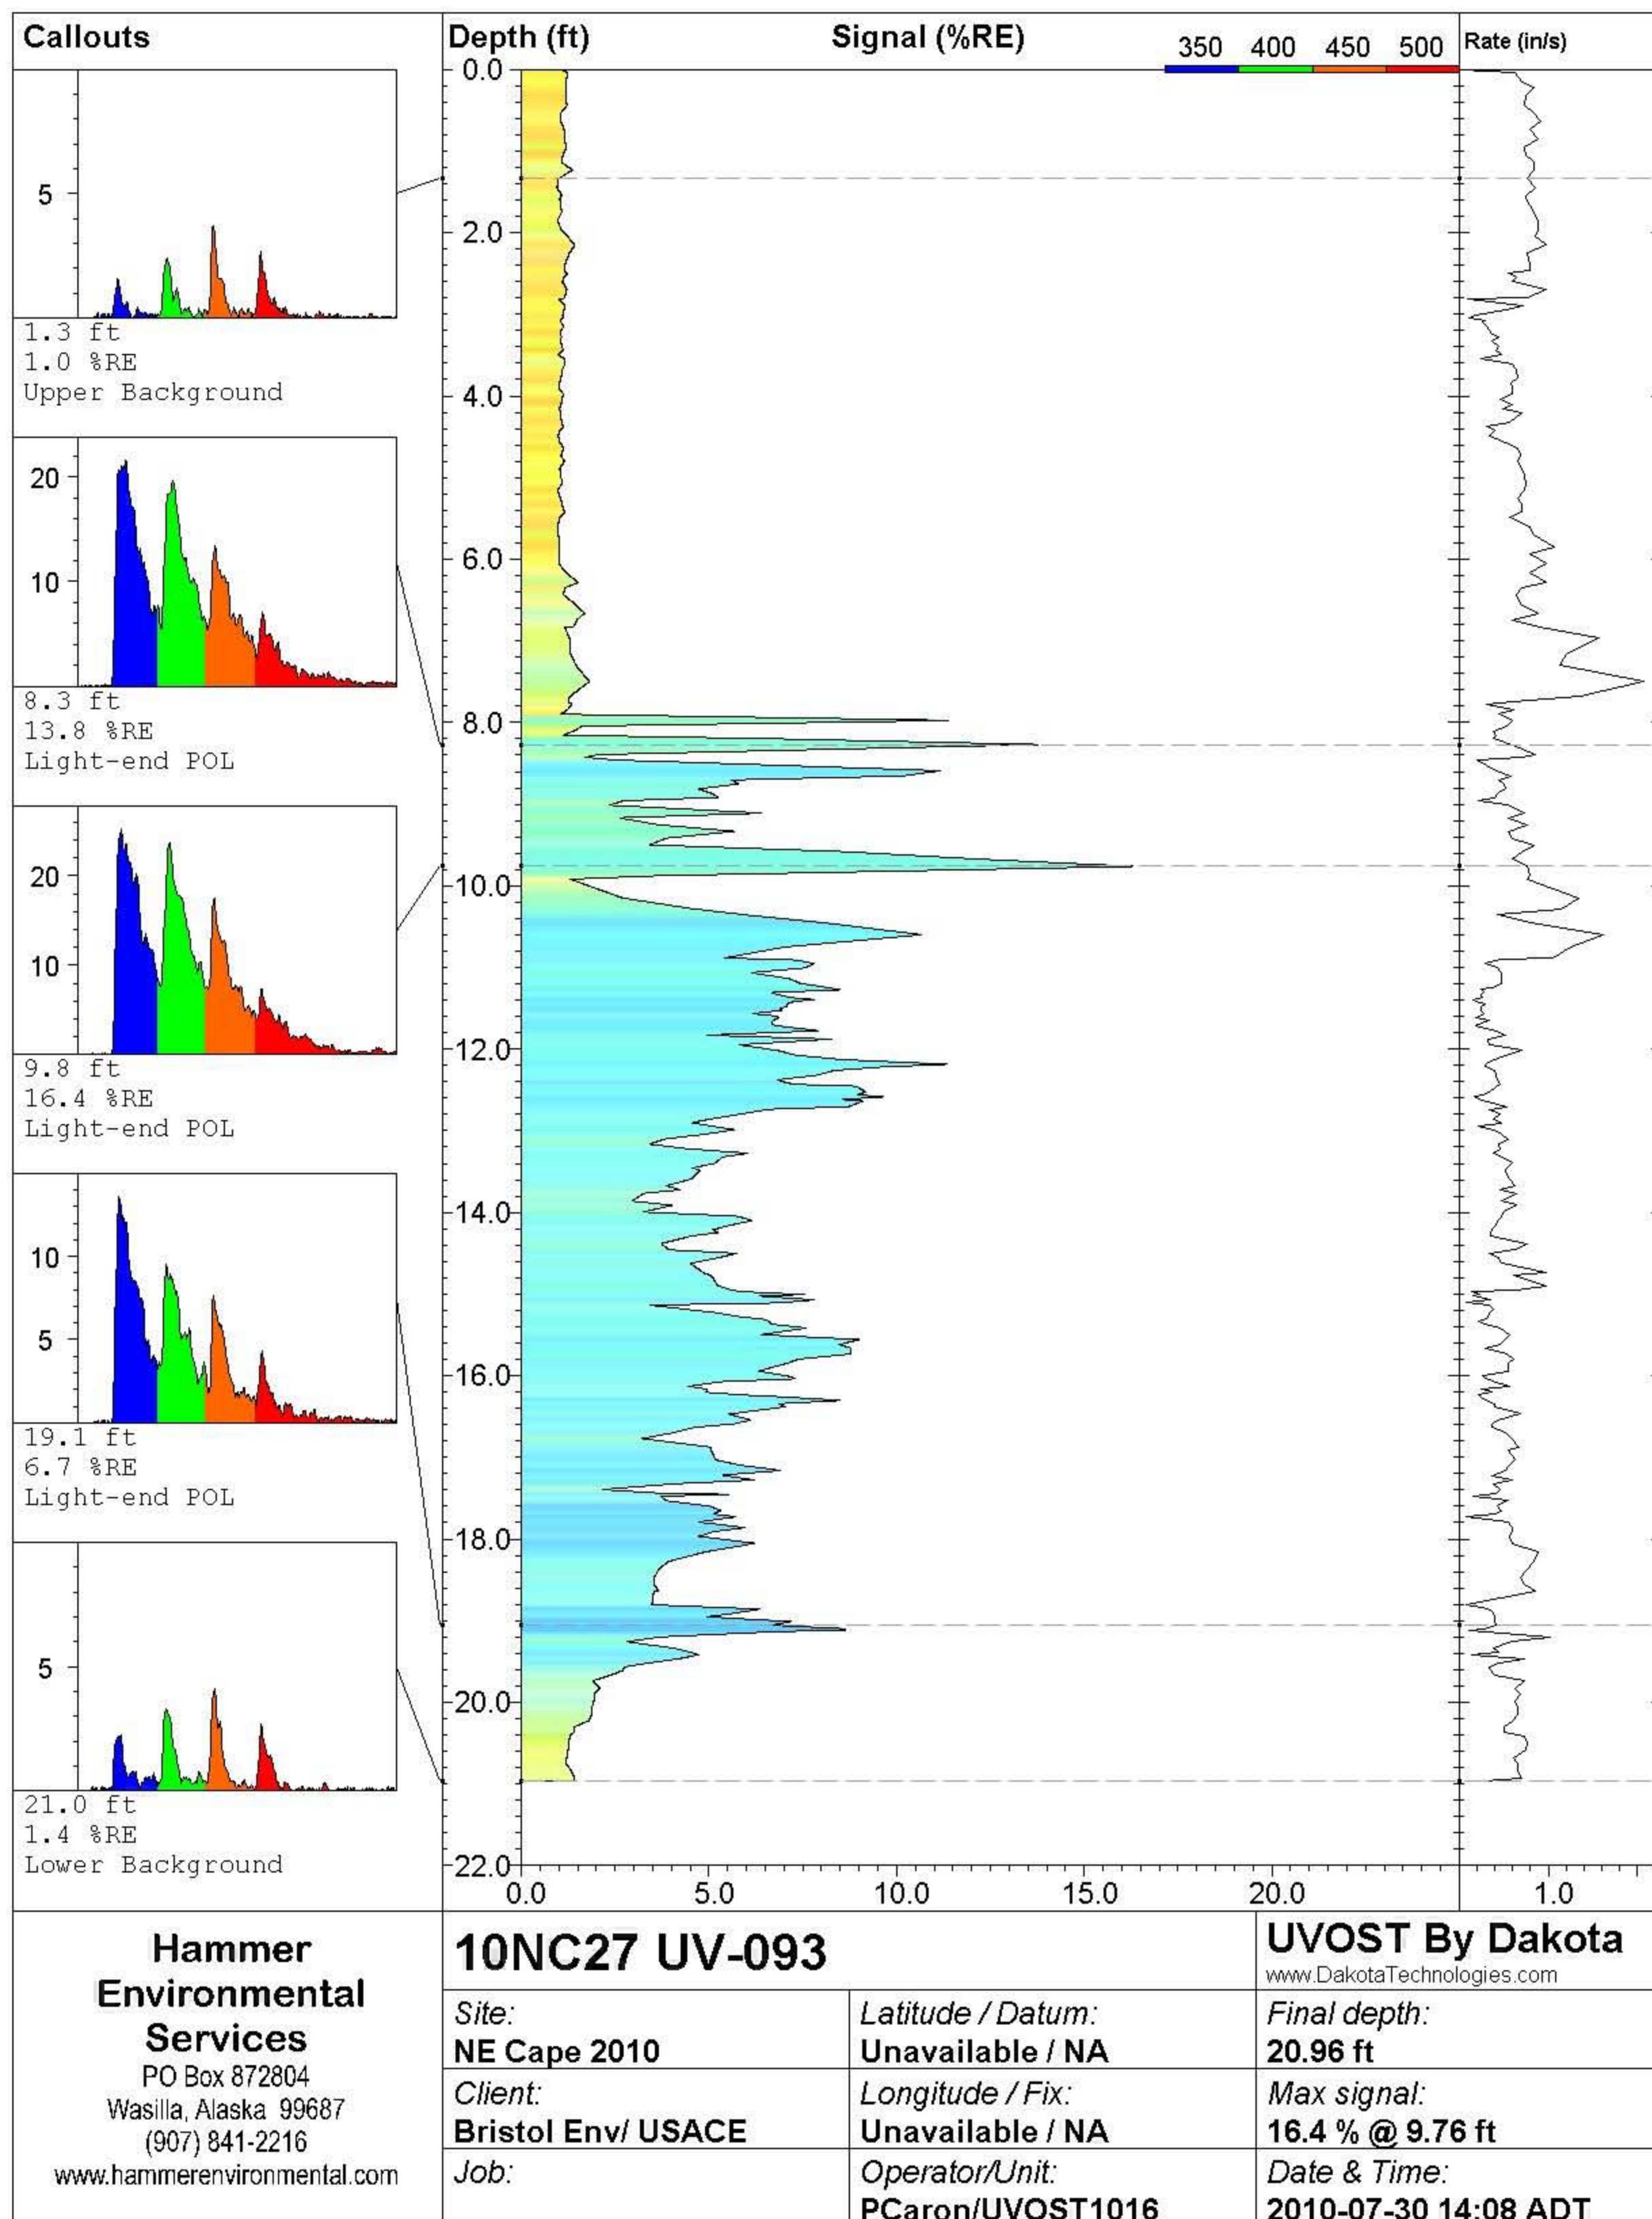 Callouts
Depth (ft)
Signal (%RE)
350 400 450 500
Rate (in/s)
5
1.3 ft
1.0 %RE
Upper Background
20
10
8.3 ft
13.8 %RE
Light-end POL
20
10
9.8 ft
16.4 %RE
Light-end POL
10
5
19.1 ft
6.7 %RE
Light-end POL
5
21.0 ft
1.4 %RE
Lower Background
0.0
2.0
4.0
6.0
8.0
10.0
12.0
14.0
16.0
18.0
20.0
22.0
0.0 5.0 10.0 15.0 20.0
1.0
Hammer
Environmental
Services
PO Box 872804
Wasilla, Alaska 99687
(907) 841-2216
www.hammerenvironmental.com
10NC27 UV-093
UVOST By Dakota
www.DakotaTechnologies.com
Site:
NE Cape 2010
Latitude / Datum:
Unavailable / NA
Final depth:
20.96 ft
Client:
Bristol Env/ USACE
Longitude / Fix:
Unavailable / NA
Max signal:
16.4 % @ 9.76 ft
Job:
Operator/Unit:
PCaron/UVOST1016
Date & Time:
2010-07-30 14:08 ADT